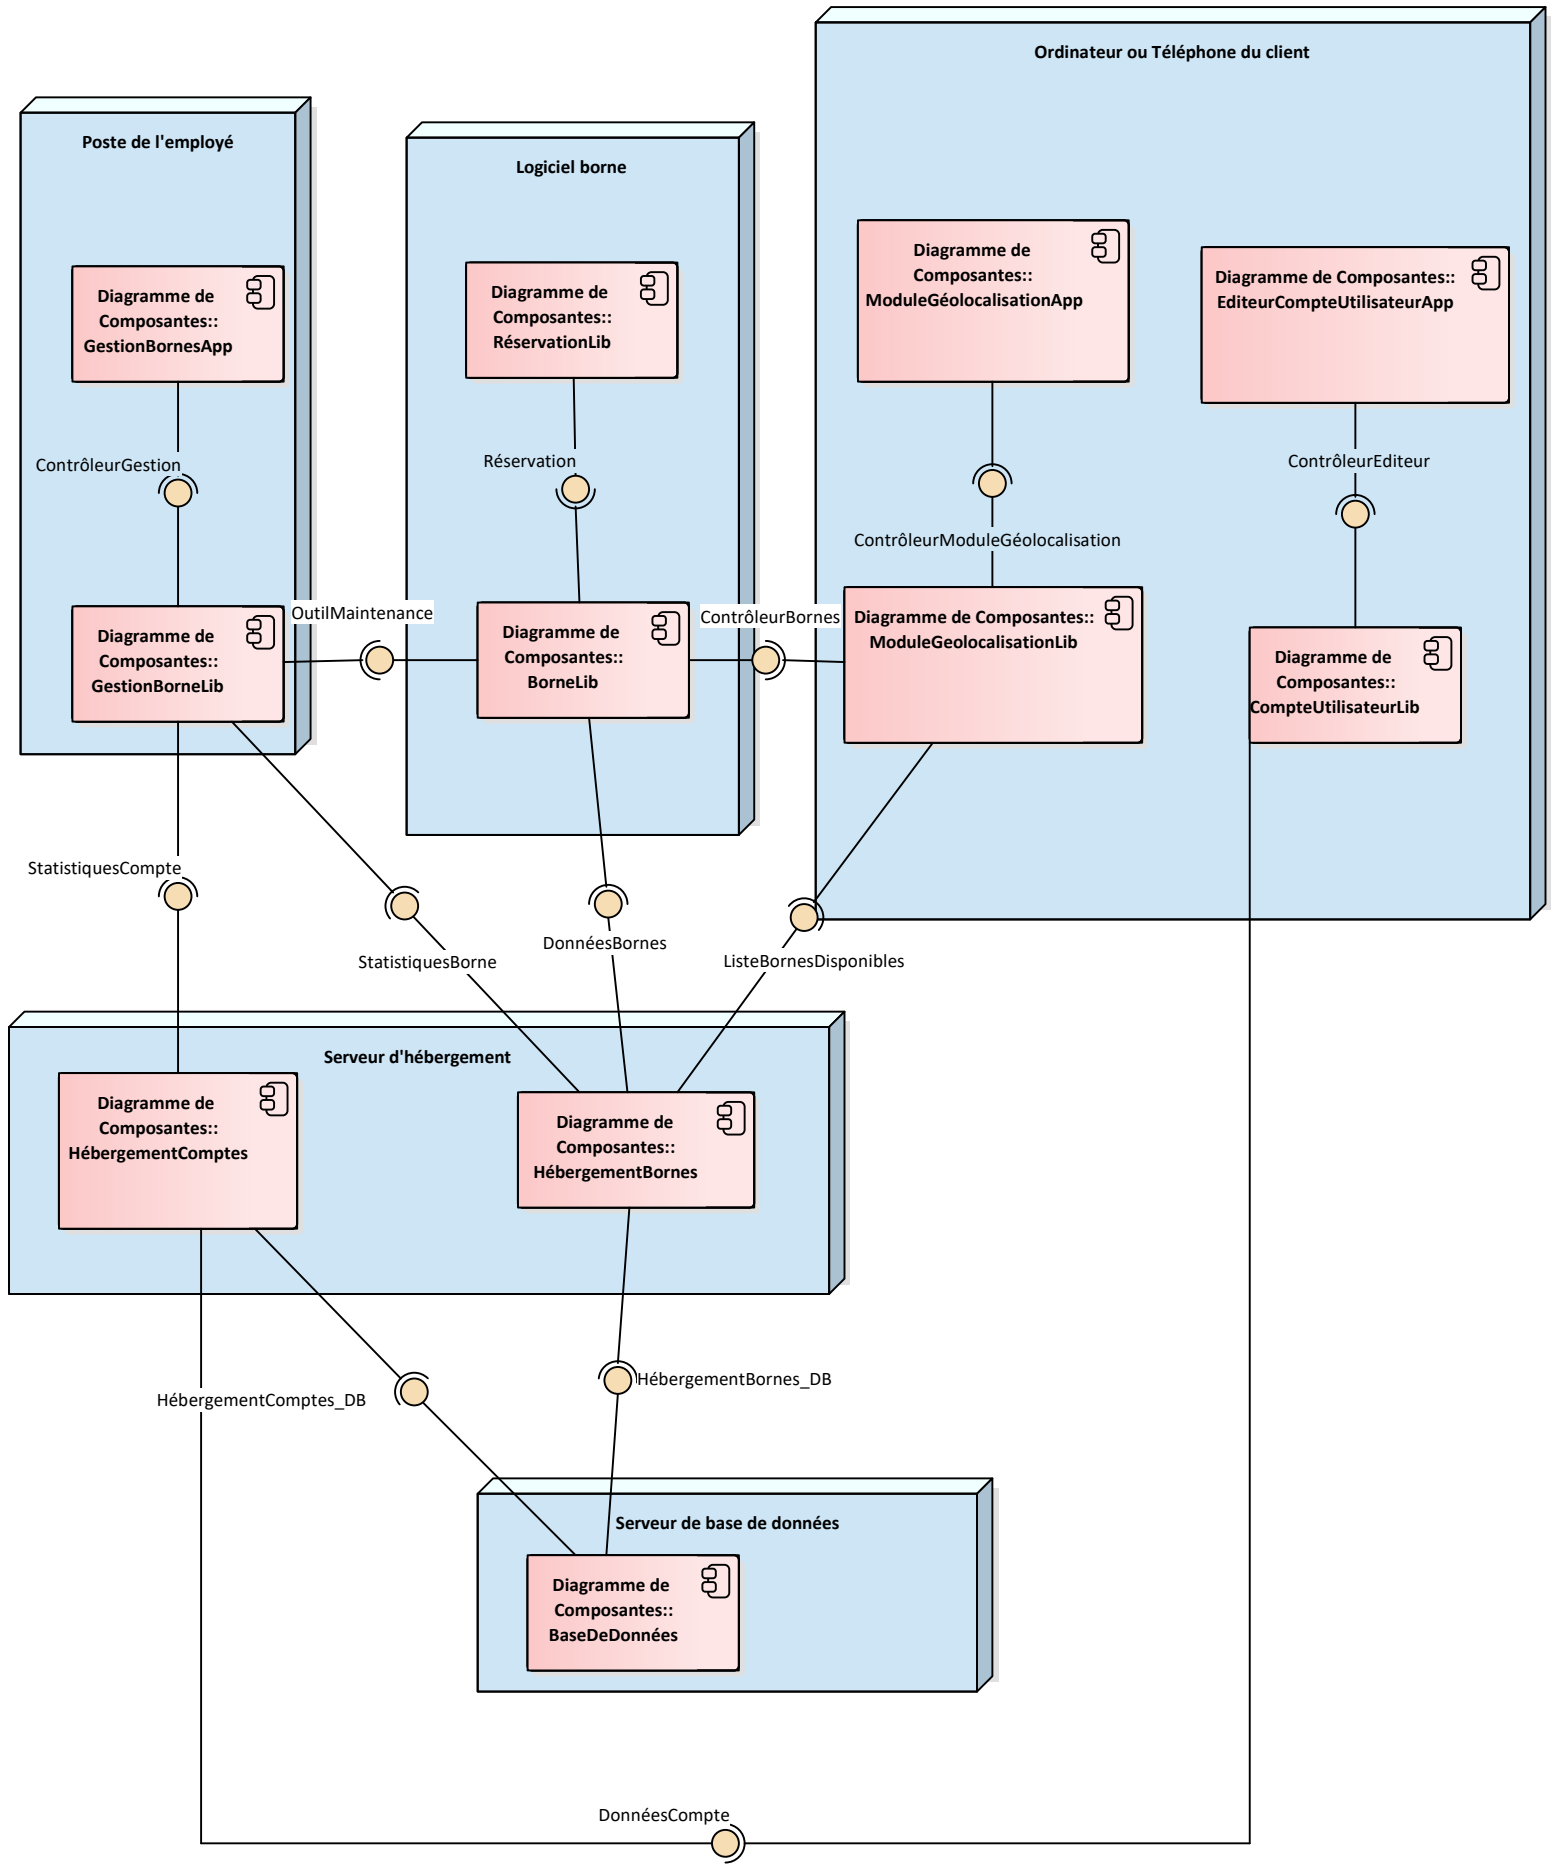 Ordinateur ou Téléphone du client
Poste de l'employé
Logiciel borne
Diagramme de
Composantes::
GestionBornesApp
Diagramme de
Composantes::
RéservationLib
Diagramme de
Composantes::
ModuleGéolocalisationApp
Diagramme de Composantes::
EditeurCompteUtilisateurApp
ContrôleurGestion
Réservation
ContrôleurEditeur
ContrôleurModuleGéolocalisation
OutilMaintenance
ContrôleurBornes
Diagramme de
Composantes::
GestionBorneLib
Diagramme de
Composantes::
BorneLib
Diagramme de Composantes::
ModuleGeolocalisationLib
Diagramme de
Composantes::
CompteUtilisateurLib
StatistiquesCompte
StatistiquesBorne
DonnéesBornes
ListeBornesDisponibles
Serveur d'hébergement
Diagramme de
Composantes::
HébergementComptes
Diagramme de
Composantes::
HébergementBornes
HébergementComptes_DB
HébergementBornes_DB
Serveur de base de données
Diagramme de
Composantes::
BaseDeDonnées
DonnéesCompte